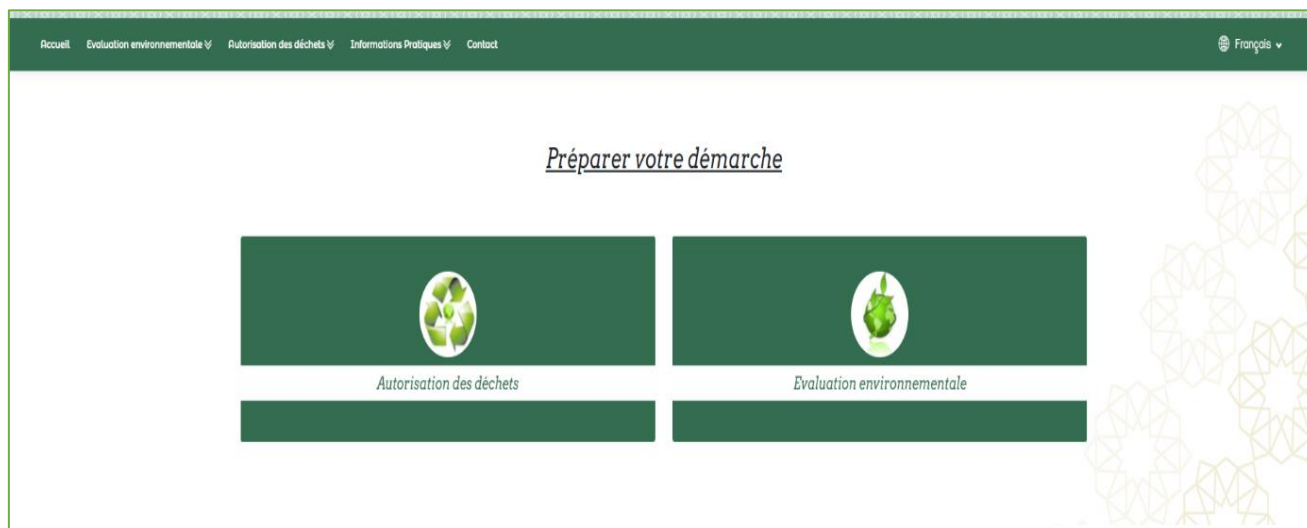 Accueil Evaluation environnementale Autorisation des déchets Informations Pratiques Contact Français
Préparer votre démarche
Autorisation des déchets Evaluation environnementale